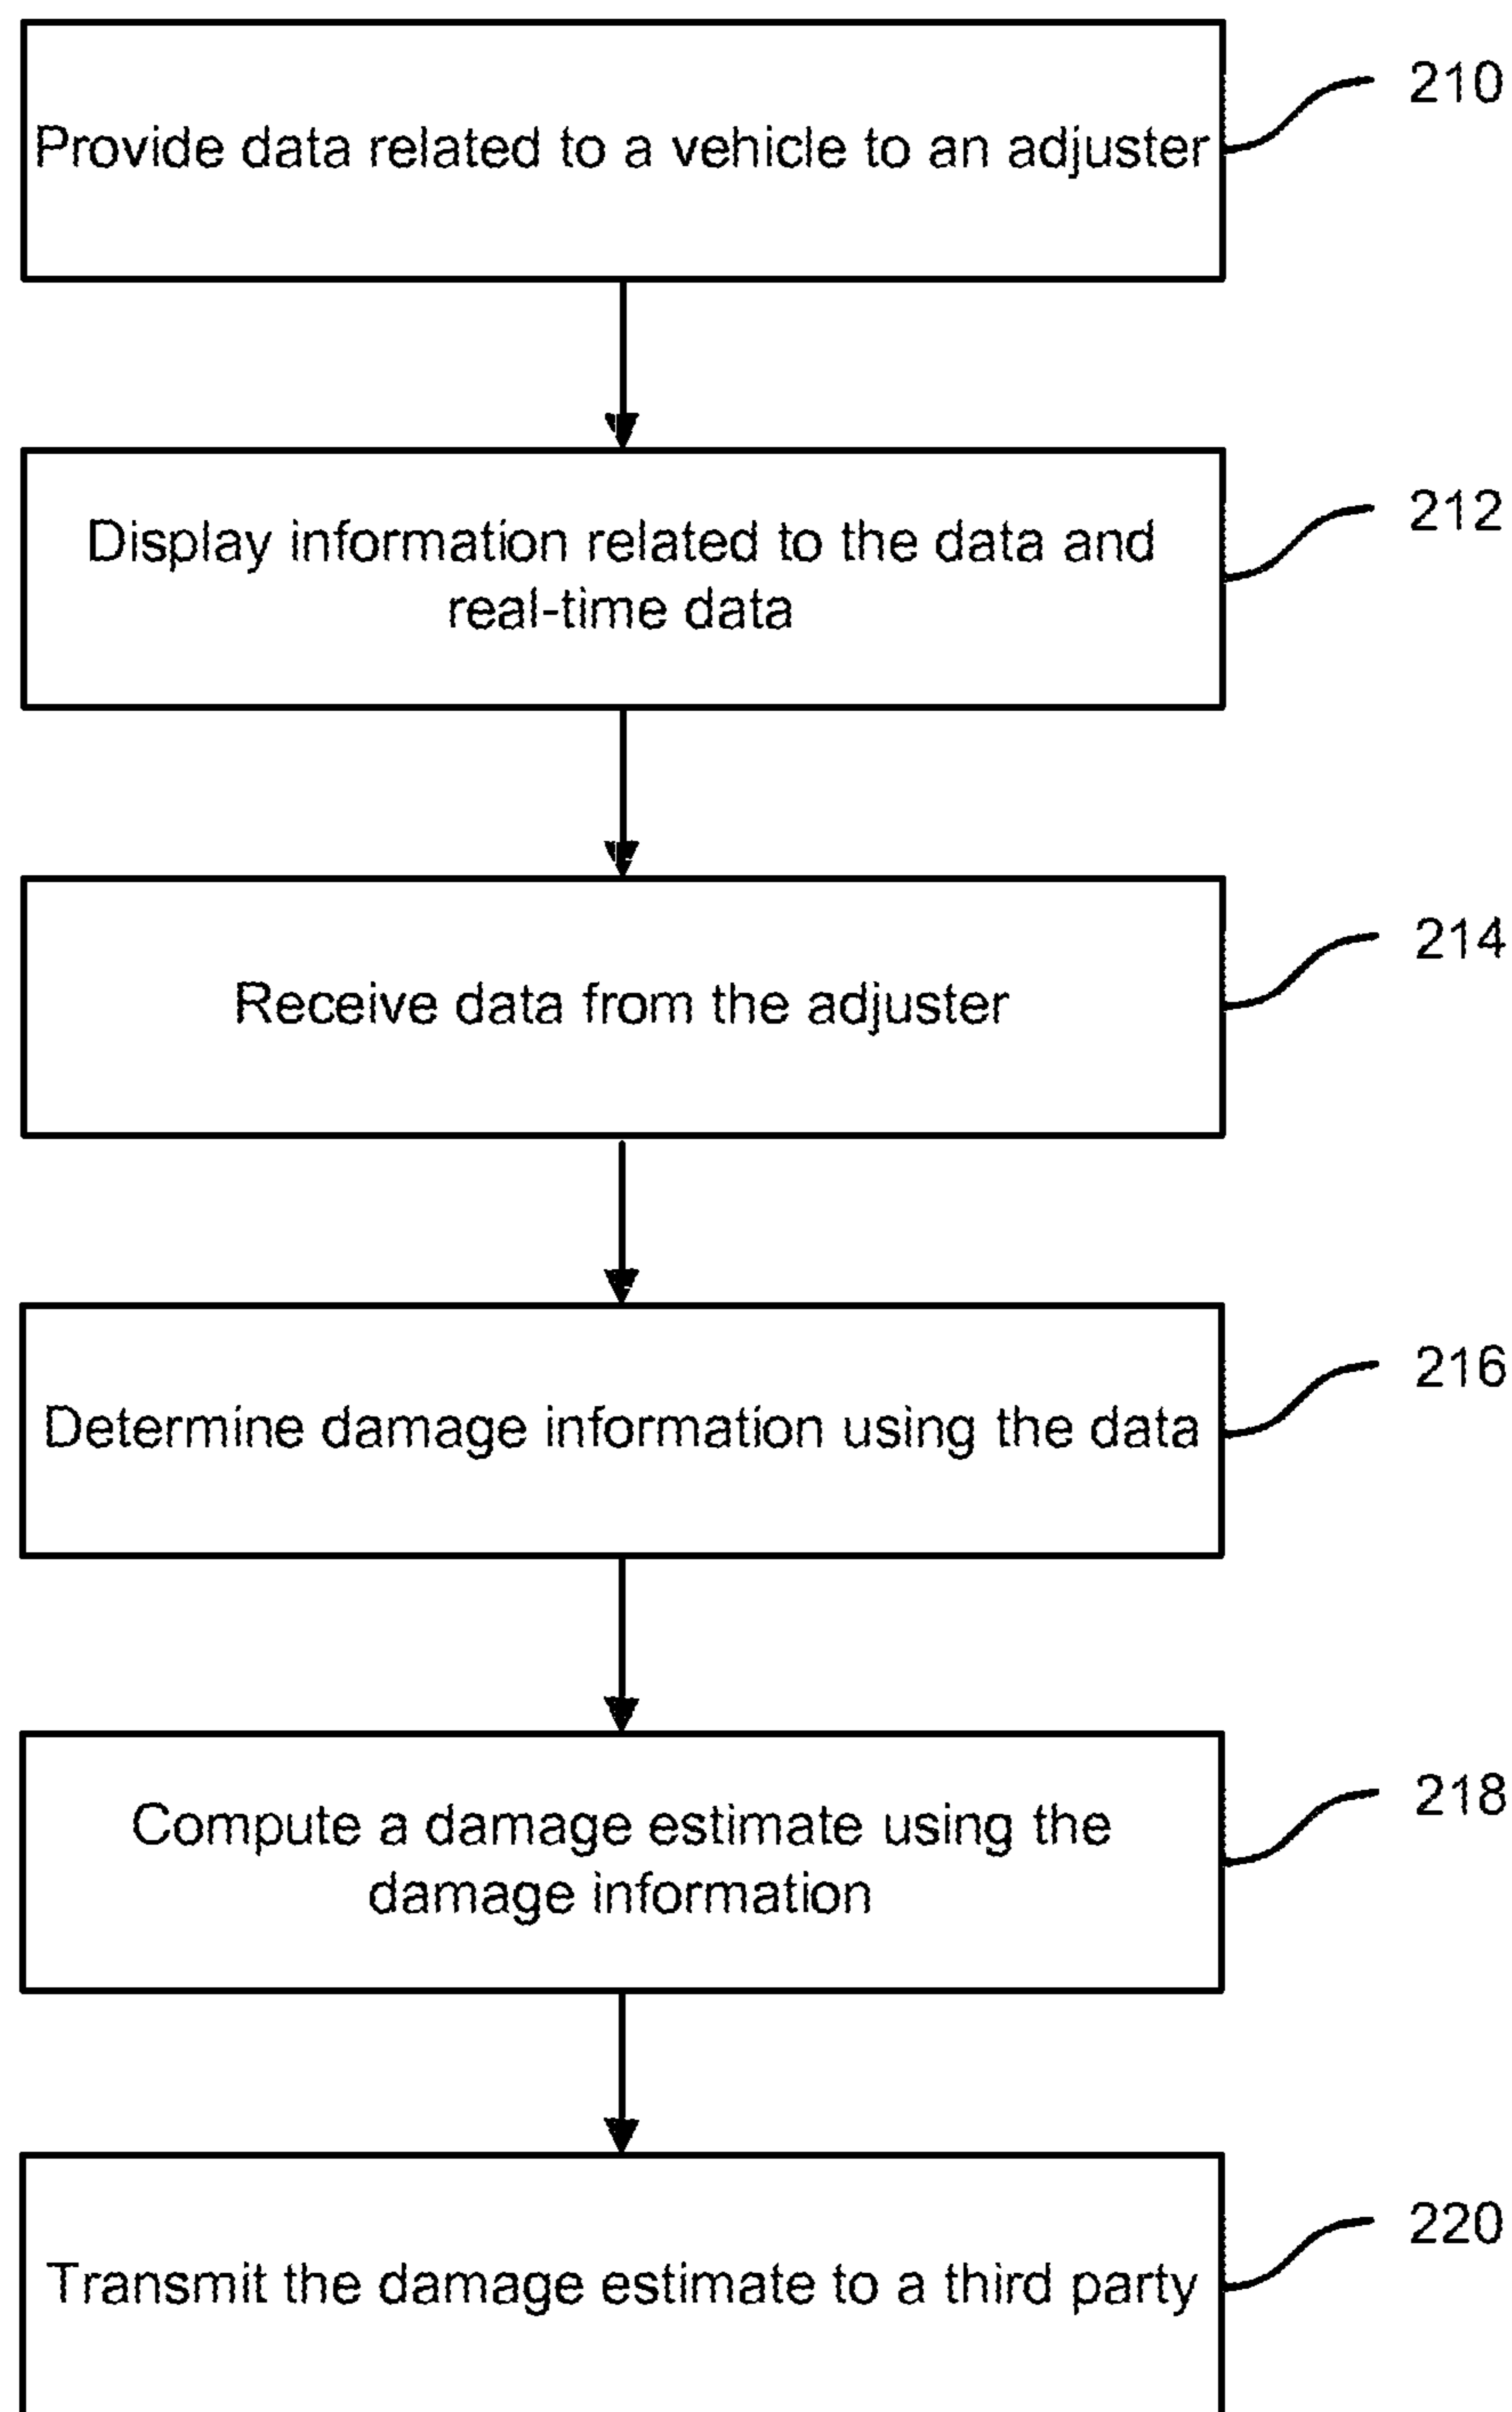 Provide data related to a vehicle to an adjuster
210
Display information related to the data and
real-time data
212
Receive data from the adjuster
214
Determine damage information using the data
216
Compute a damage estimate using the
damage information
218
Transmit the damage estimate to a third party
220